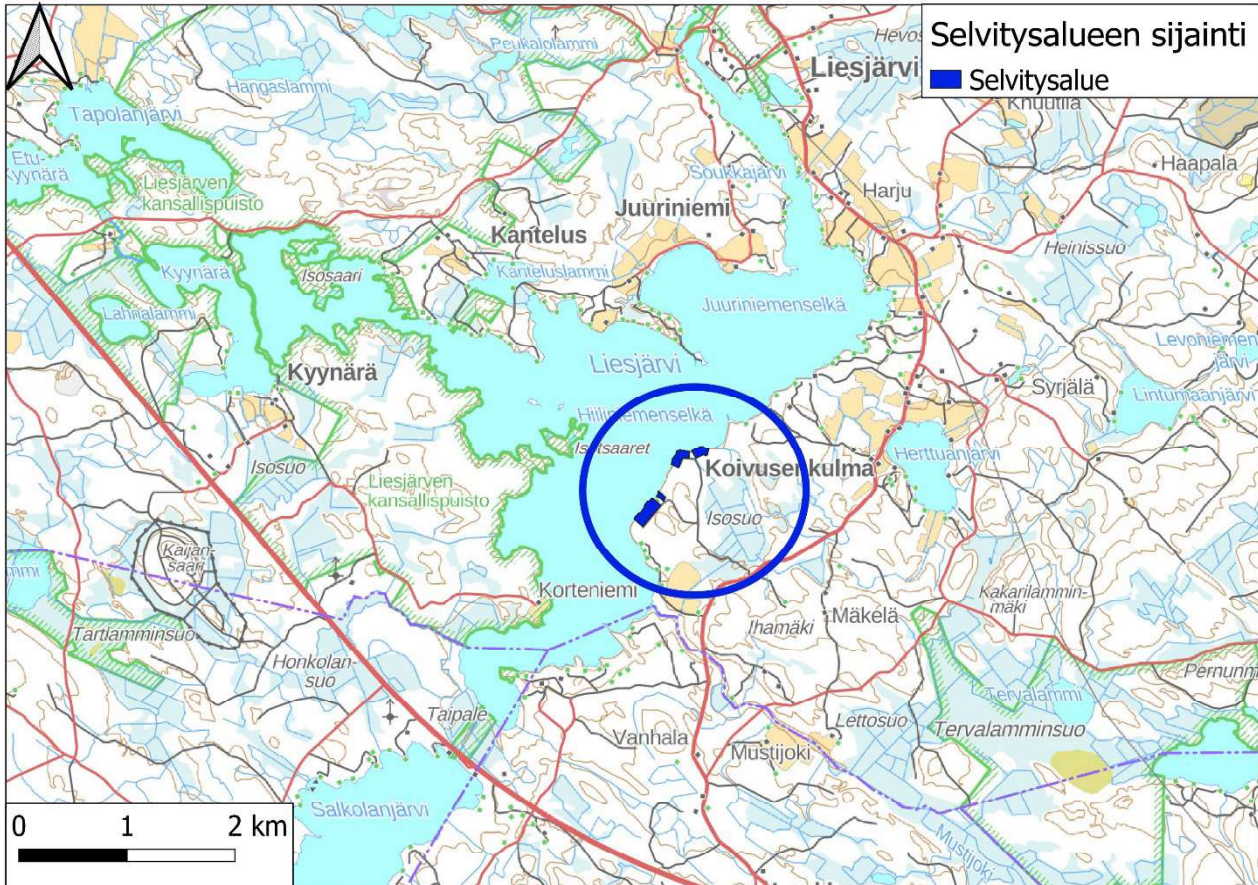 Selvitysalueen sijainti
Selvitysalue
Peukalolammi
Hevos
Liesjärvi
Hangaslammi
Tapolanjärvi
Knuutila
Etu-
Kyynärä
Liesjärven
kansallispuisto
Soukkajärvi
Haapala
Harju
Juuriniemi
Kantelus
Heinissuo
Kyynärä
Isosaari
Kanteluslammi
Juuriniemenselkä
Lahnalammi
Levoniemen
järvi
Liesjärvi
Lintumaanjärvi
Kyynärä
Syrjälä
Hiiliniemenselkä
Isosuo
Isotsaaret
Herttuanjärvi
Koivusenkulma
Liesjärven
kansallispuisto
Isosuo
Kaijan-
saari
ammi
Korteniemi
Kakarilammin-
mäki
Tartlamminsuo
Ihamäki
Mäkelä
Honkolan-
suo
Pernunm
Tervalammi
Taipale
Lettosuo
Tervalamminsuo
Vanhala
Mustijoki
Salkolanjärvi
0 1 2 km
Mustijoki-